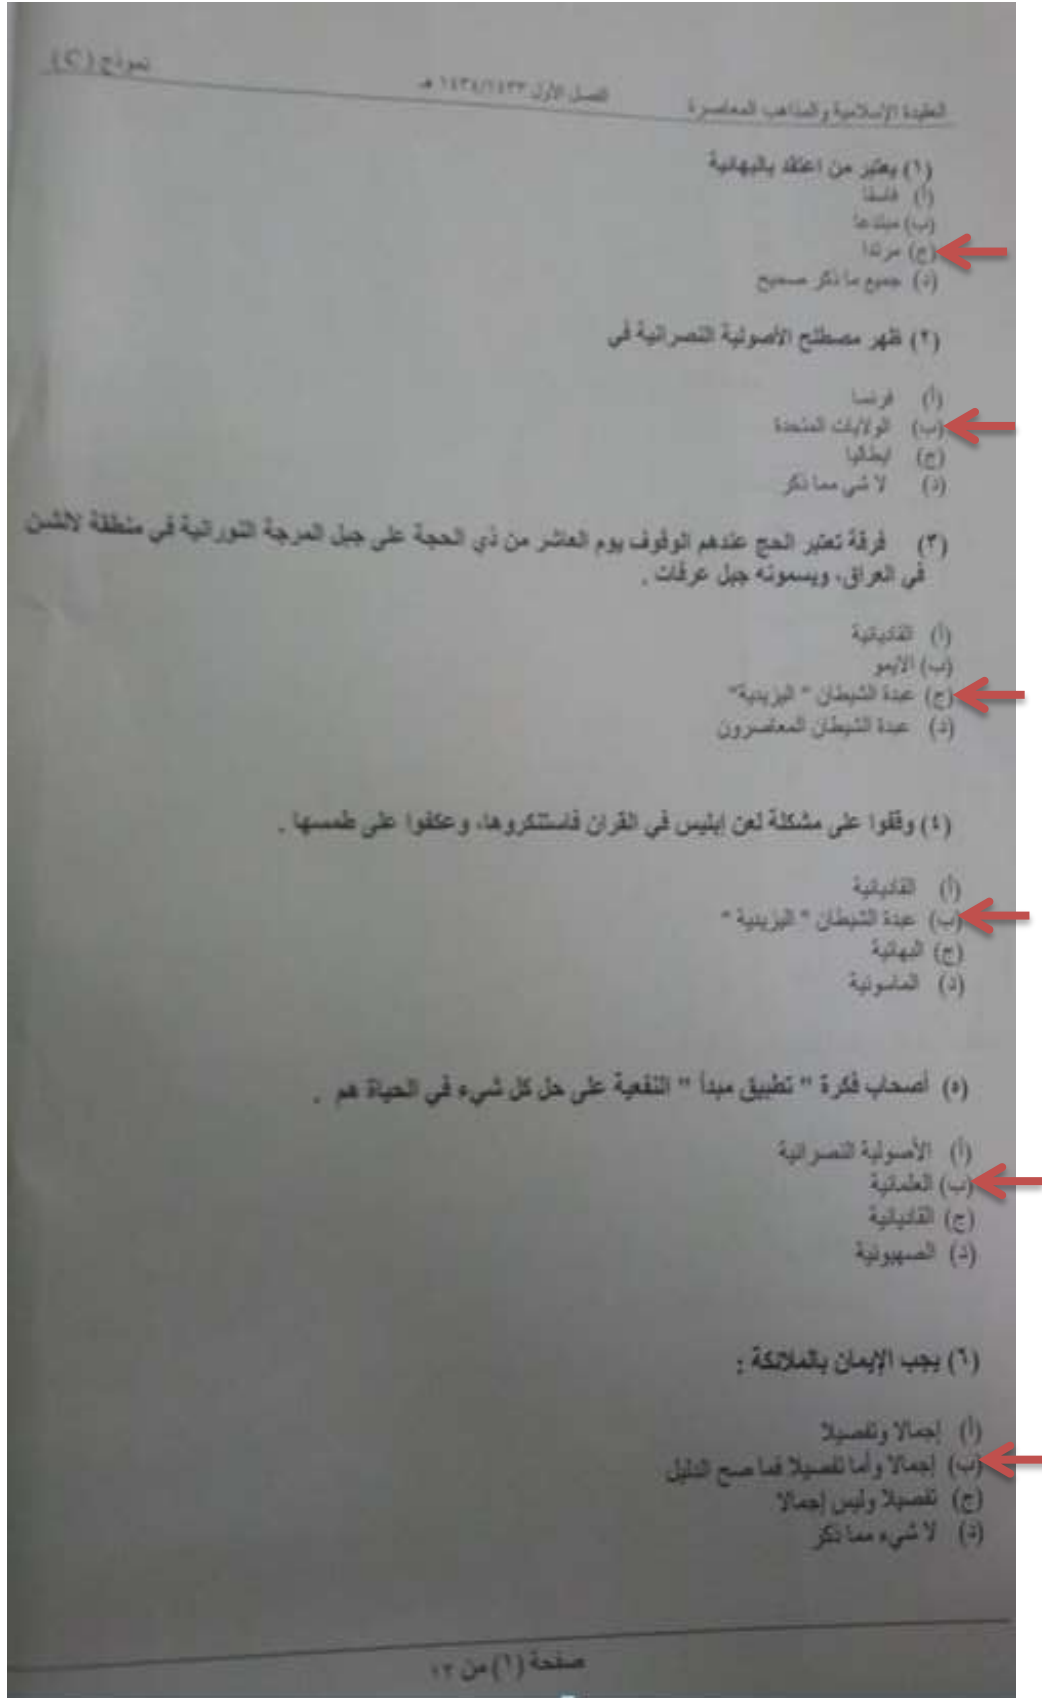 العقيدة الإسلامية والمذاهب المعاصرة الفصل الأول ١٤٣٤/١٤٣٣ هـ نموذج (C)
(١) يعتبر من اعتقد بالبهائية
(أ) فاسقا
(ب) مبتدعا
(ج) مرتدا
(د) جميع ما ذكر صحيح
(٢) ظهر مصطلح الأصولية النصرانية في
(أ) فرنسا
(ب) الولايات المتحدة
(ج) ايطاليا
(د) لا شي مما ذكر
(٣) فرقة تعتبر الحج عندهم الوقوف يوم العاشر من ذي الحجة على جبل المرجة النورانية في منطقة لالشن
في العراق، ويسمونه جبل عرفات .
(أ) القاديانية
(ب) الايمو
(ج) عبدة الشيطان " اليزيدية"
(د) عبدة الشيطان المعاصرون
(٤) وقفوا على مشكلة لعن إبليس في القران فاستنكروها، وعكفوا على طمسها .
(أ) القاديانية
(ب) عبدة الشيطان " اليزيدية "
(ج) البهائية
(د) الماسونية
(٥) أصحاب فكرة " تطبيق مبدأ " النفعية على حل كل شيء في الحياة هم .
(أ) الأصولية النصرانية
(ب) العلمانية
(ج) القاديانية
(د) الصهيونية
(٦) يجب الإيمان بالملائكة :
(أ) إجمالا وتفصيلا
(ب) إجمالا وأما تفصيلا فما صح الدليل
(ج) تفصيلا وليس إجمالا
(د) لا شيء مما ذكر
صفحة (١) من ١٢